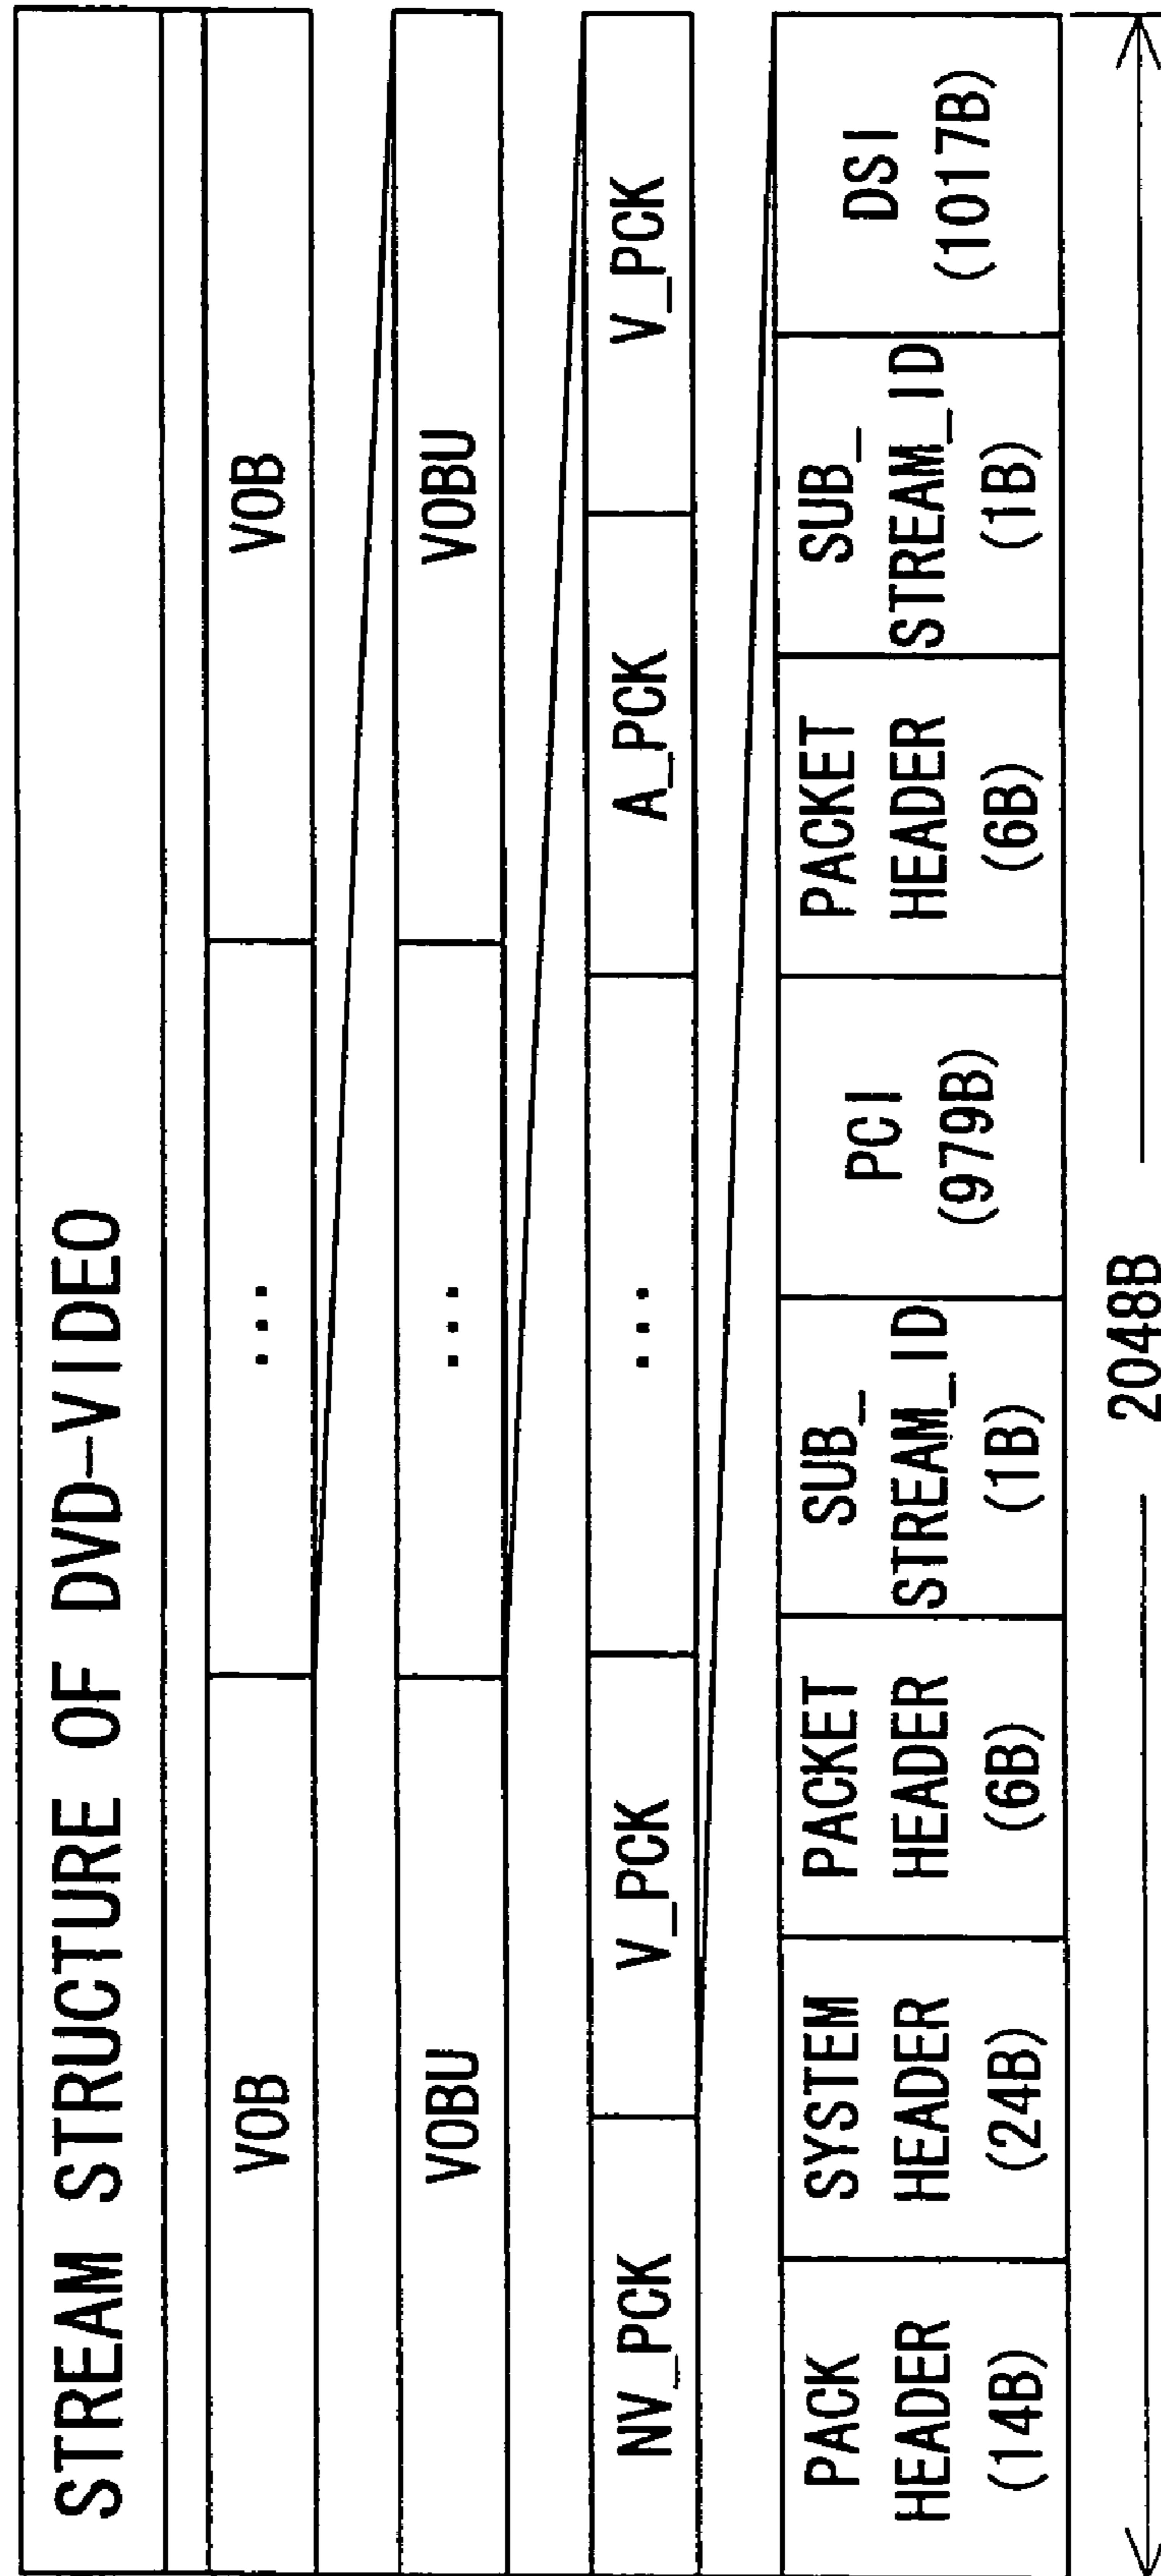 STREAM STRUCTURE OF DVD-VIDEO
VOB
...
VOB
VOBU
...
VOBU
NV_PCK
V_PCK
...
A_PCK
V_PCK
PACK
HEADER
(14B)
SYSTEM
HEADER
(24B)
PACKET
HEADER
(6B)
SUB_
STREAM_ID
(1B)
PCI
(979B)
PACKET
HEADER
(6B)
SUB_
STREAM_ID
(1B)
DSI
(1017B)
2048B